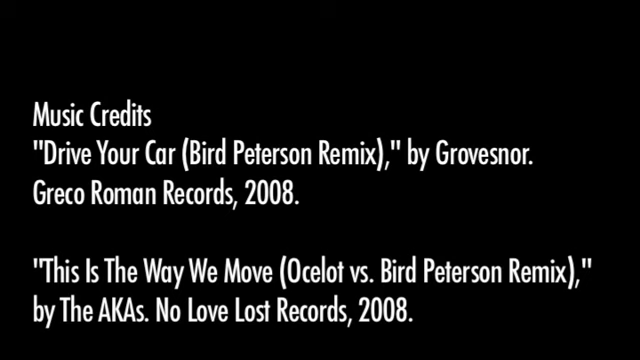 Music Credits
"Drive Your Car (Bird Peterson Remix)," by Grovesnor.
Greco Roman Records, 2008.
"This Is The Way We Move (Ocelot vs. Bird Peterson Remix),"
by The AKAs. No Love Lost Records, 2008.